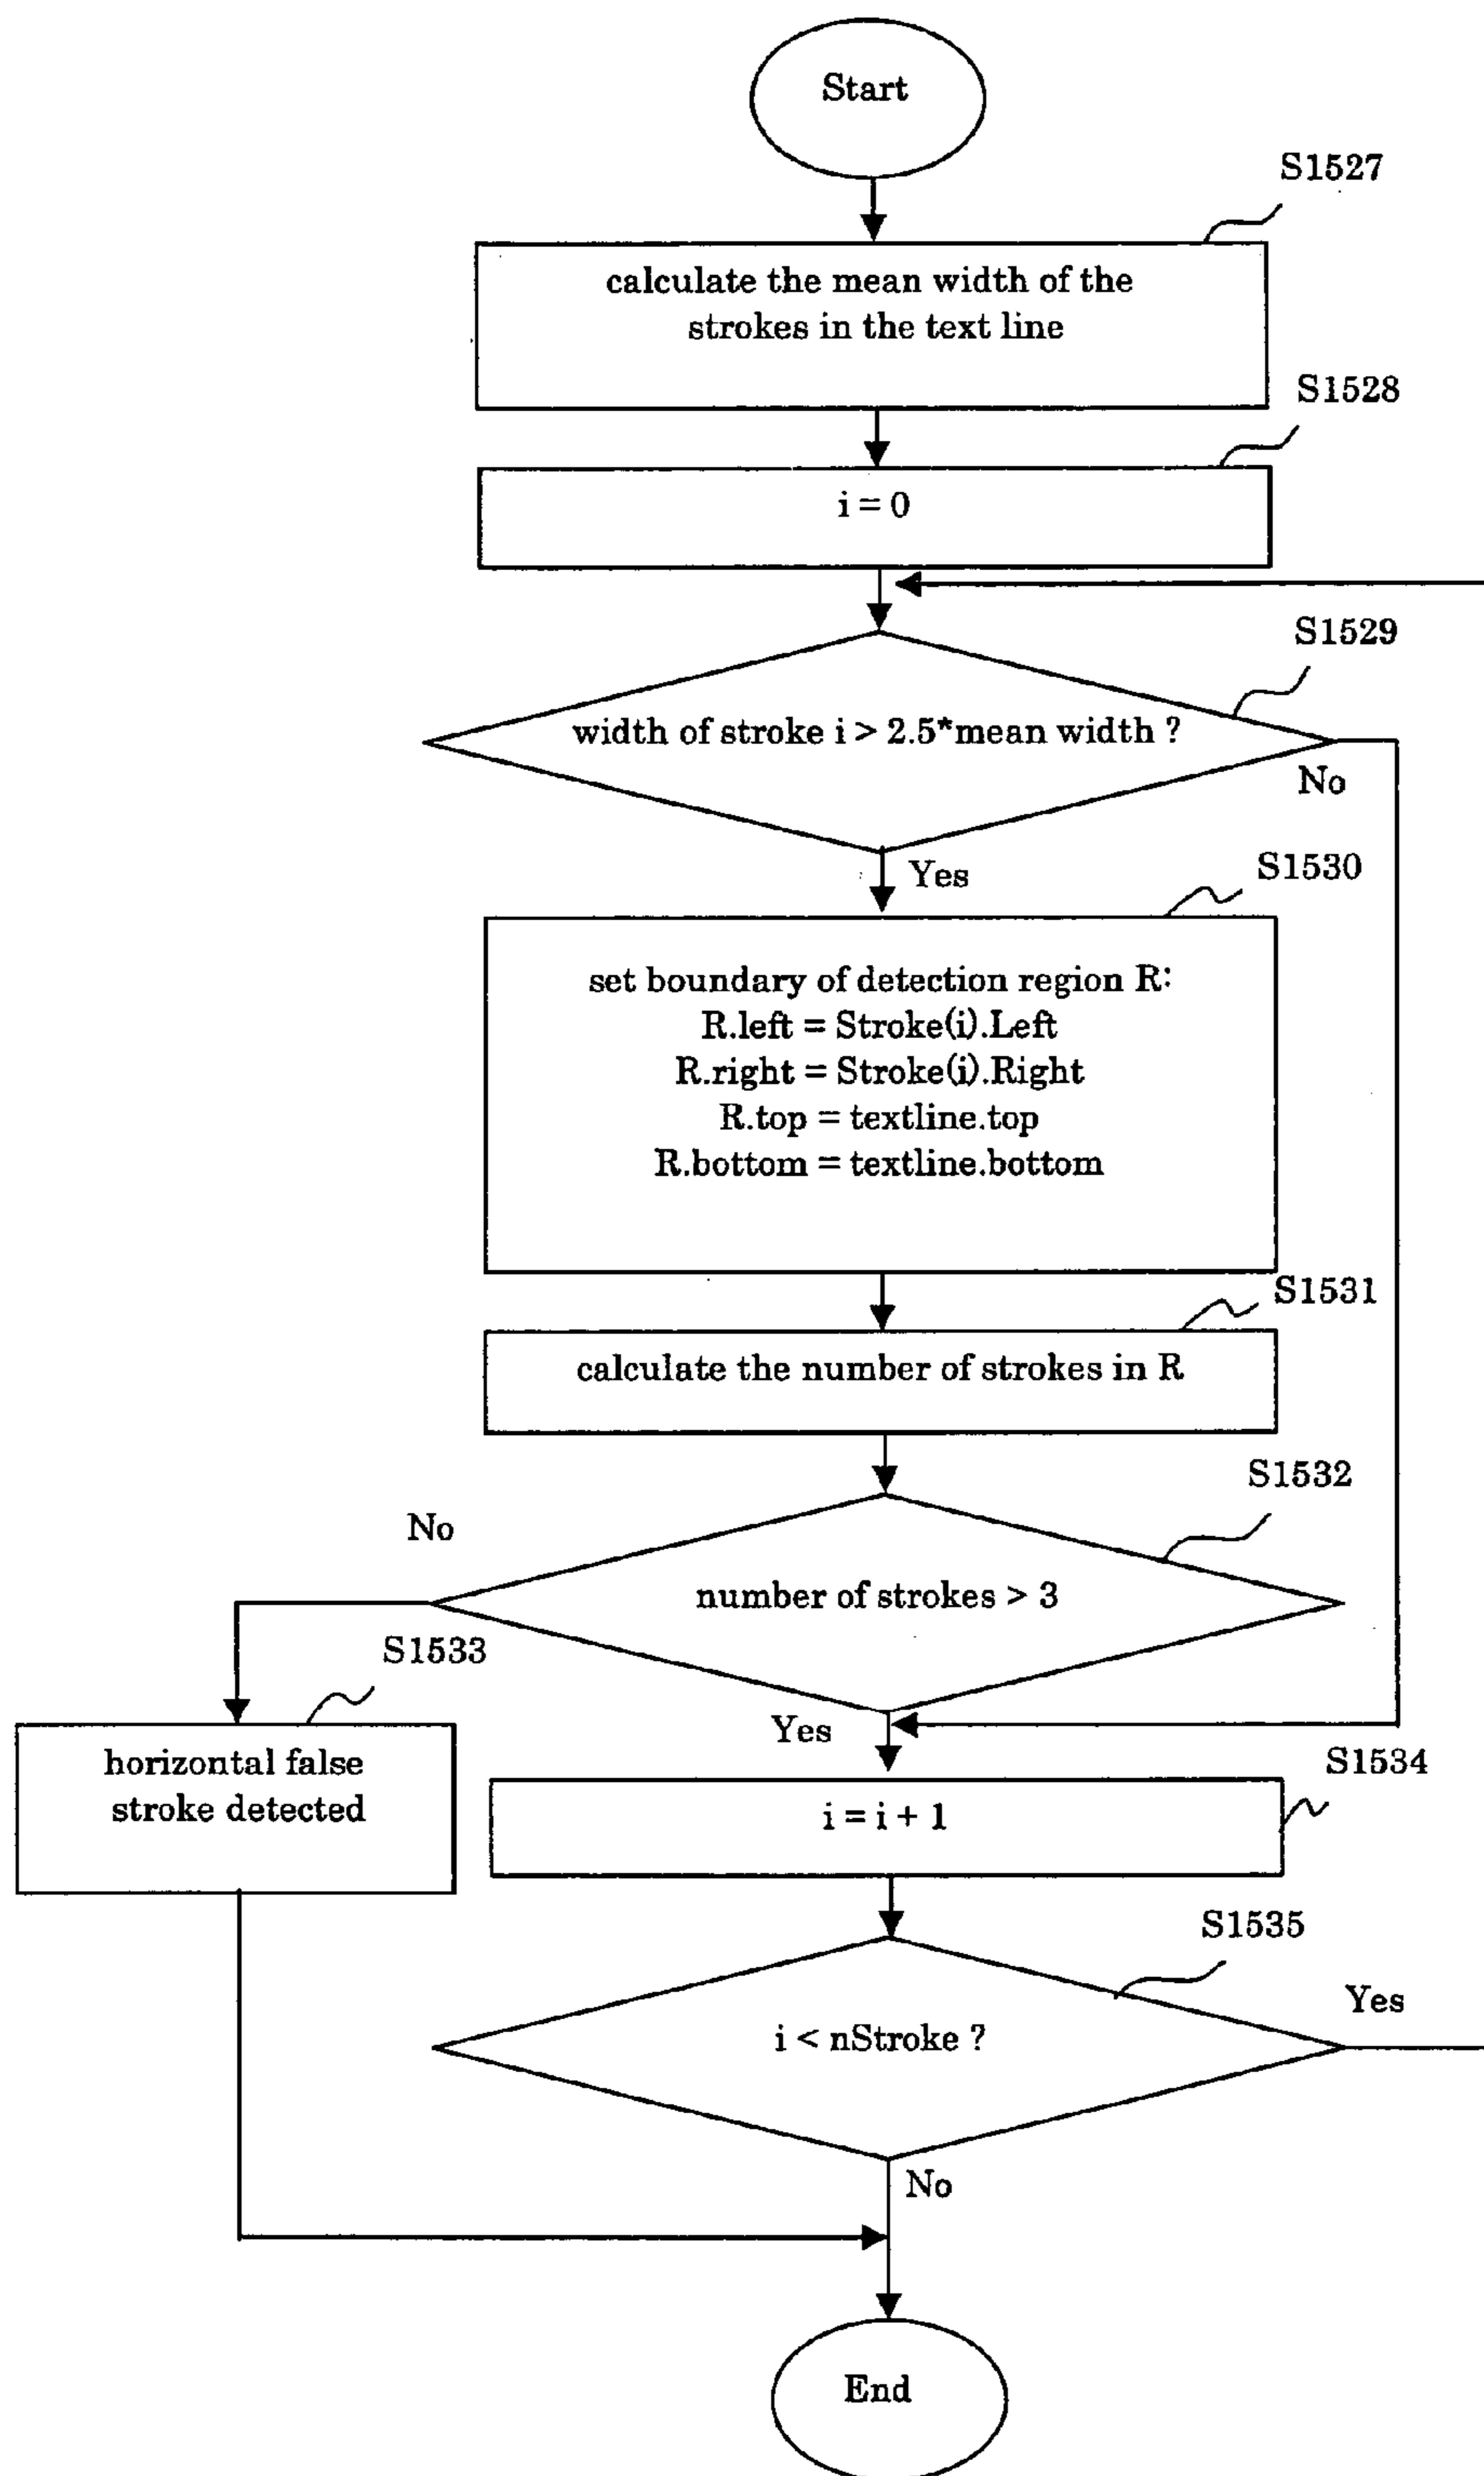 Start
S1527
calculate the mean width of the
strokes in the text line
S1528
i = 0
S1529
width of stroke i > 2.5*mean width ?
No
Yes
S1530
set boundary of detection region R:
R.left = Stroke(i).Left
R.right = Stroke(i).Right
R.top = textline.top
R.bottom = textline.bottom
S1531
calculate the number of strokes in R
S1532
No
number of strokes > 3
S1533
Yes
horizontal false
stroke detected
S1534
i = i + 1
S1535
Yes
i < nStroke ?
No
End